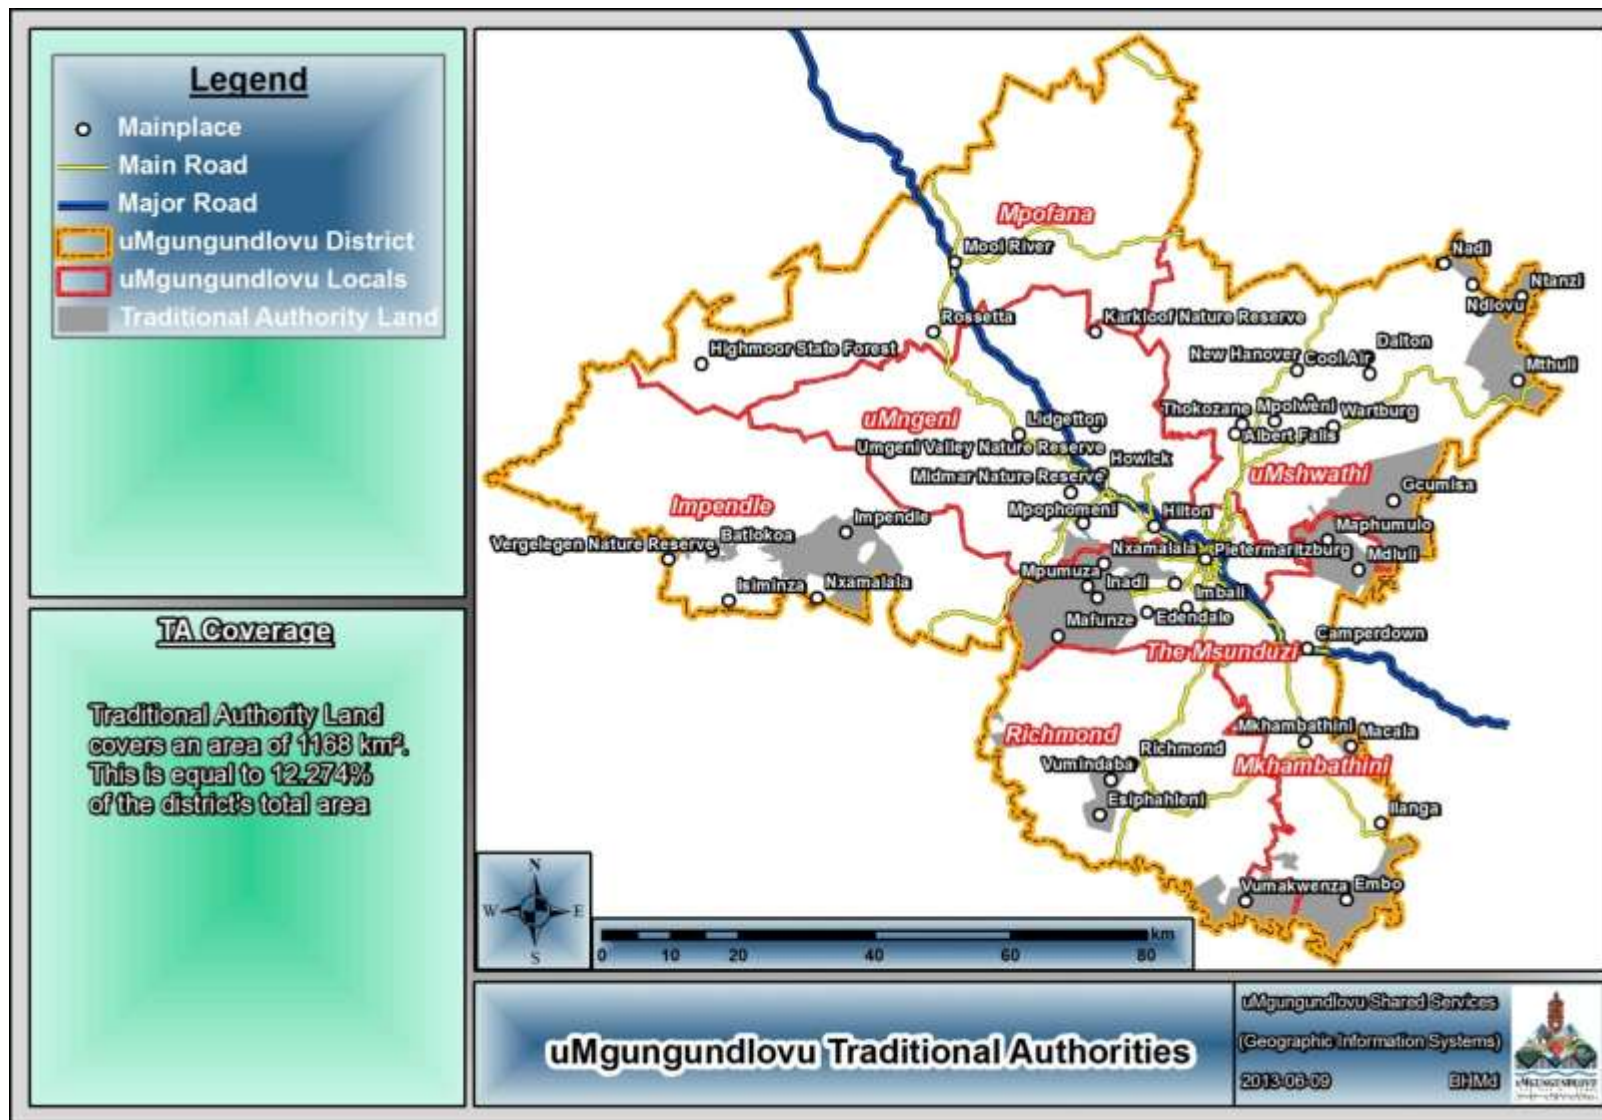 Legend
Mainplace
Main Road
Major Road
uMgungundlovu District
uMgungundlovu Locals
Traditional Authority Land
TA Coverage
Traditional Authority Land
covers an area of 1168 km².
This is equal to 12.274%
of the district's total area
Mpofana
Mooi River
Nadi
Ntanzi
Ndlovu
Rossetta
Karkloof Nature Reserve
Highmoor State Forest
Dalton
New Hanover
Cool Air
Mthuli
uMngeni
Lidgetton
Thokozane
Mpolweni
Wartburg
Albert Falls
Umgeni Valley Nature Reserve
Howick
Midmar Nature Reserve
uMshwathi
Gcumisa
Impendle
Impendle
Mpophomeni
Hilton
Maphumulo
Batlokoa
Vergelegen Nature Reserve
Nxamalala
Pietermaritzburg
Mdluli
Isiminza
Nxamalala
Mpumuza
Inadi
Imbali
Mafunze
Edendale
Camperdown
The Msunduzi
Richmond
Mkhambathini
Macala
Richmond
Vumindaba
Mkhambathini
Esiphahleni
Ilanga
Vumakwenza
Embo
N
W
E
S
0
10
20
40
60
80
km
uMgungundlovu Traditional Authorities
uMgungundlovu Shared Services
(Geographic Information Systems)
2013-06-09
BHMd
uMGUNGUNDLOVU